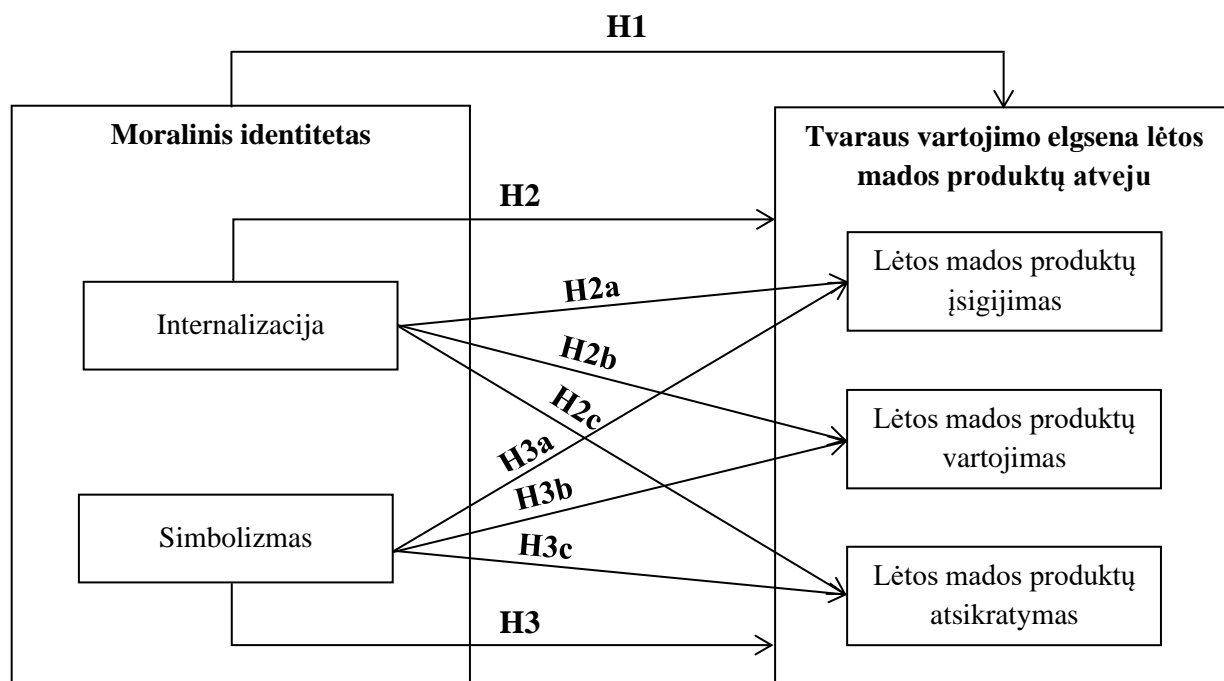 H1
Moralinis identitetas
Tvaraus vartojimo elgsena lėtos
mados produktų atveju
H2
Internalizacija
H2a
H2b
H2c
Lėtos mados produktų
įsigijimas
Lėtos mados produktų
vartojimas
H3a
H3b
H3c
Simbolizmas
Lėtos mados produktų
atsikratymas
H3